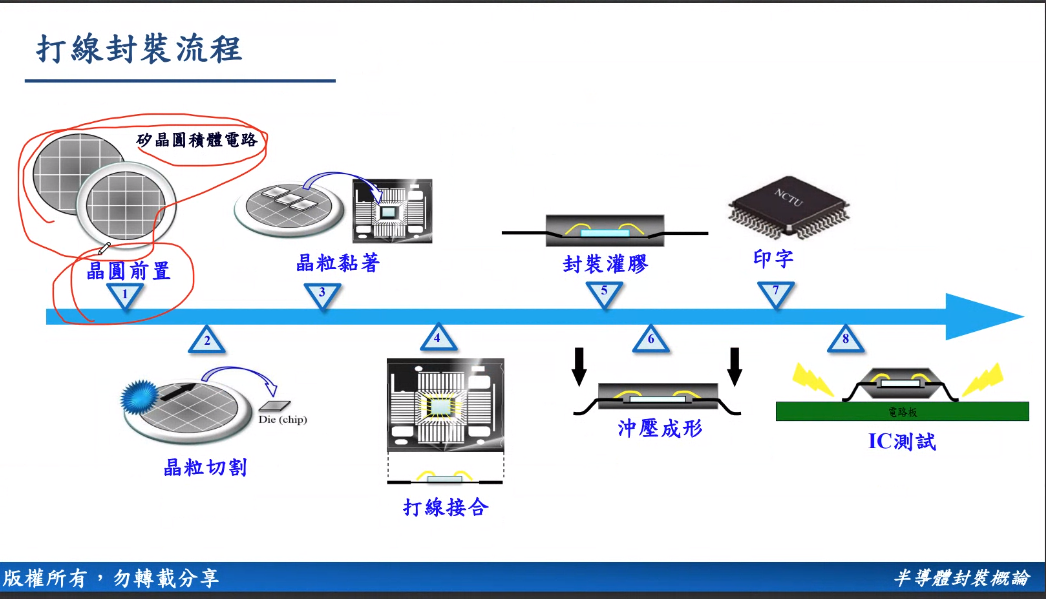 打線封裝流程
矽晶圓積體電路
晶圓前置
1
2
Die (chip)
晶粒切割
晶粒黏著
3
4
打線接合
封裝灌膠
5
6
沖壓成形
NCTU
印字
7
8
電路板
IC測試
版權所有，勿轉載分享
半導體封裝概論